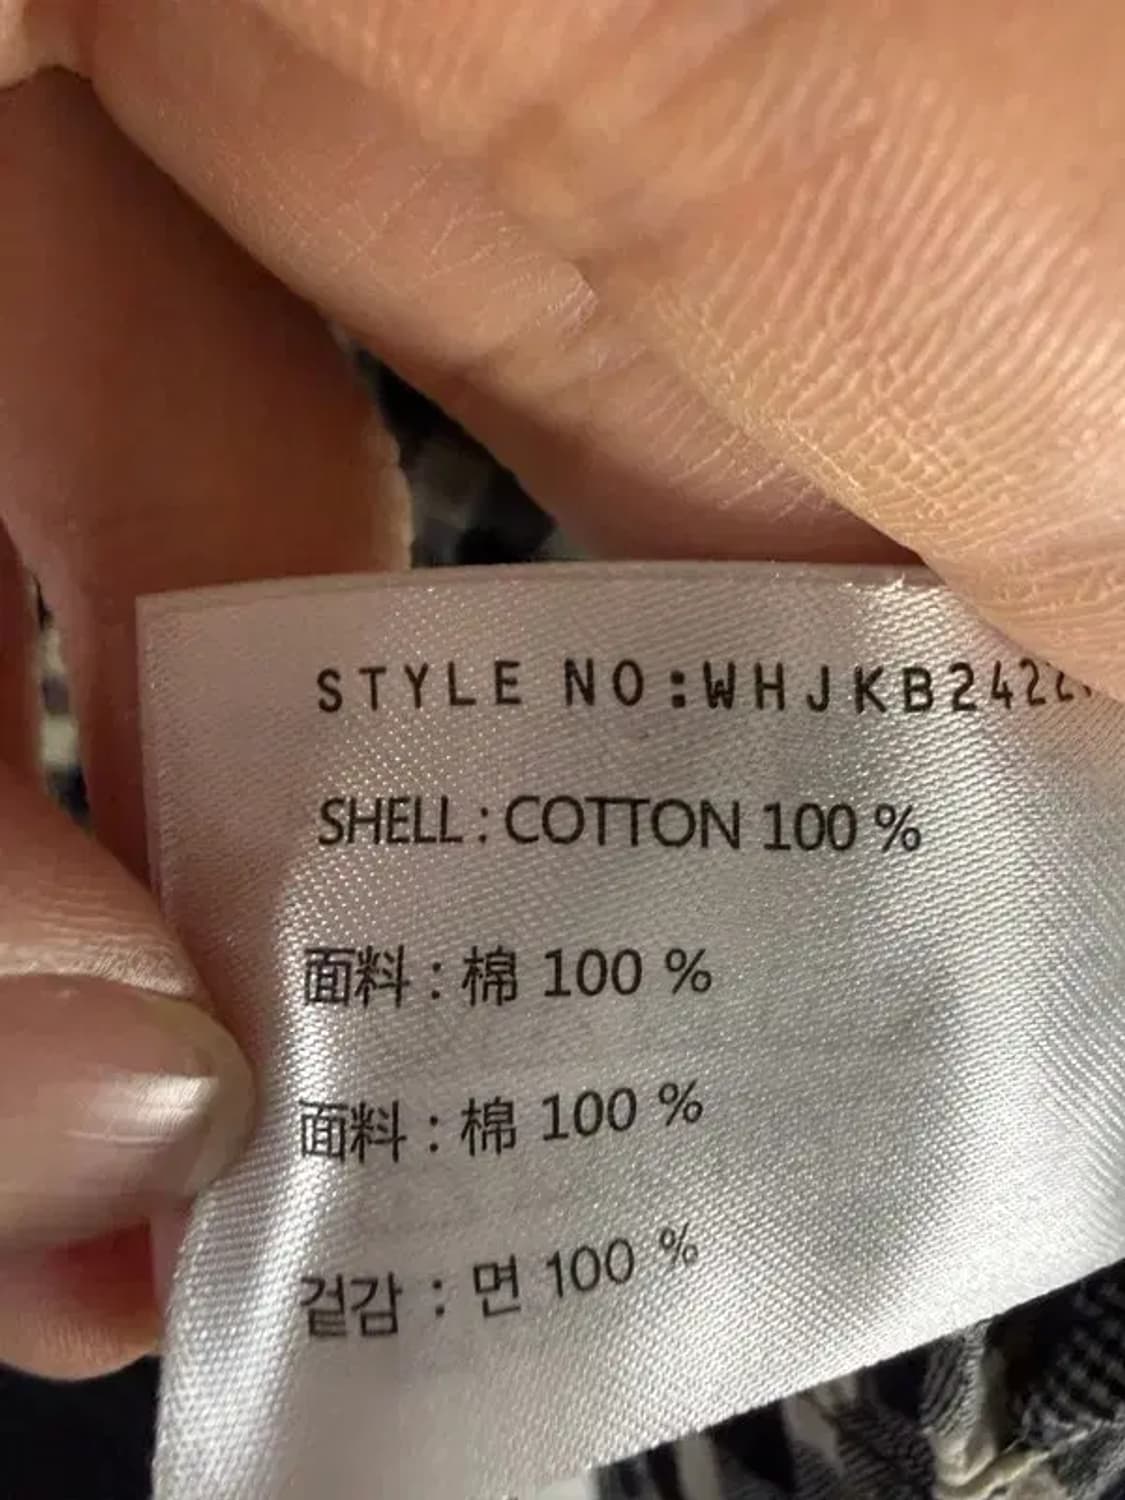 STYLE NO:WHJKB242
SHELL : COTTON 100 %
面料 : 棉 100 %
面料 : 棉 100 %
겉감 : 면 100 %